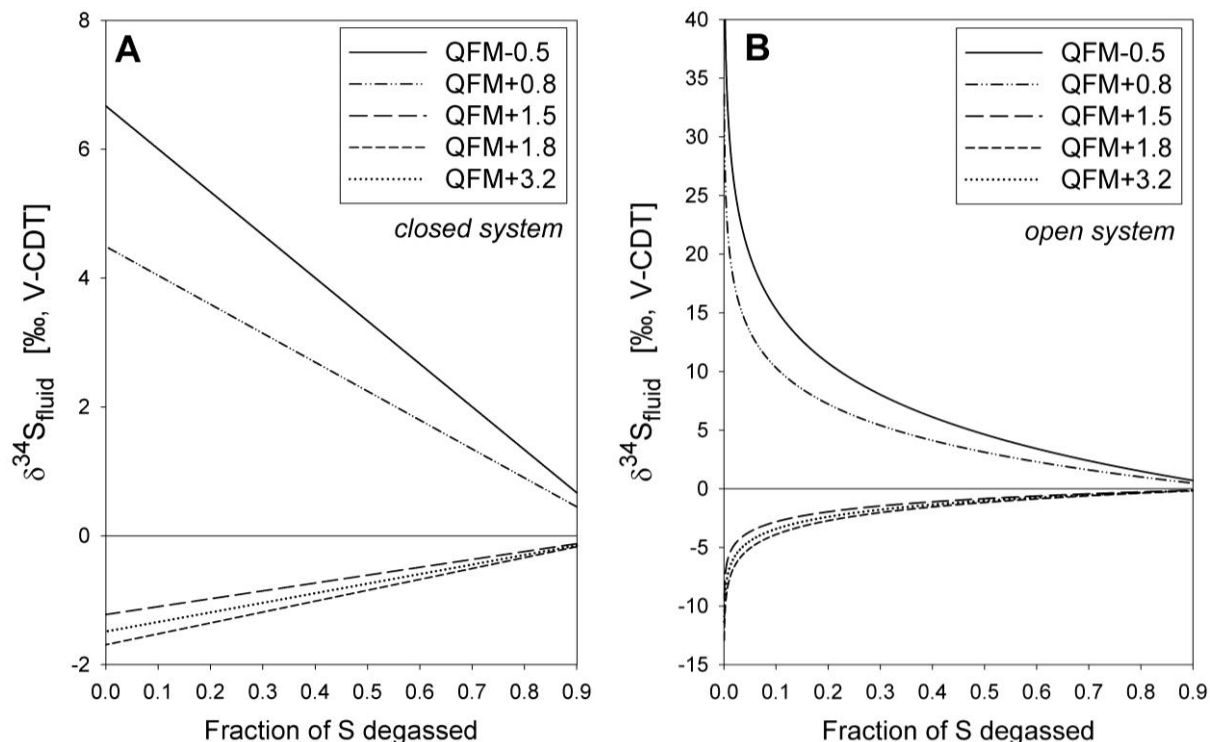 A
QFM-0.5
QFM+0.8
QFM+1.5
QFM+1.8
QFM+3.2
closed system
δ³⁴S_fluid [‰, V-CDT]
8
6
4
2
0
-2
0.0 0.1 0.2 0.3 0.4 0.5 0.6 0.7 0.8 0.9
Fraction of S degassed
B
QFM-0.5
QFM+0.8
QFM+1.5
QFM+1.8
QFM+3.2
open system
δ³⁴S_fluid [‰, V-CDT]
40
35
30
25
20
15
10
5
0
-5
-10
-15
0.0 0.1 0.2 0.3 0.4 0.5 0.6 0.7 0.8 0.9
Fraction of S degassed